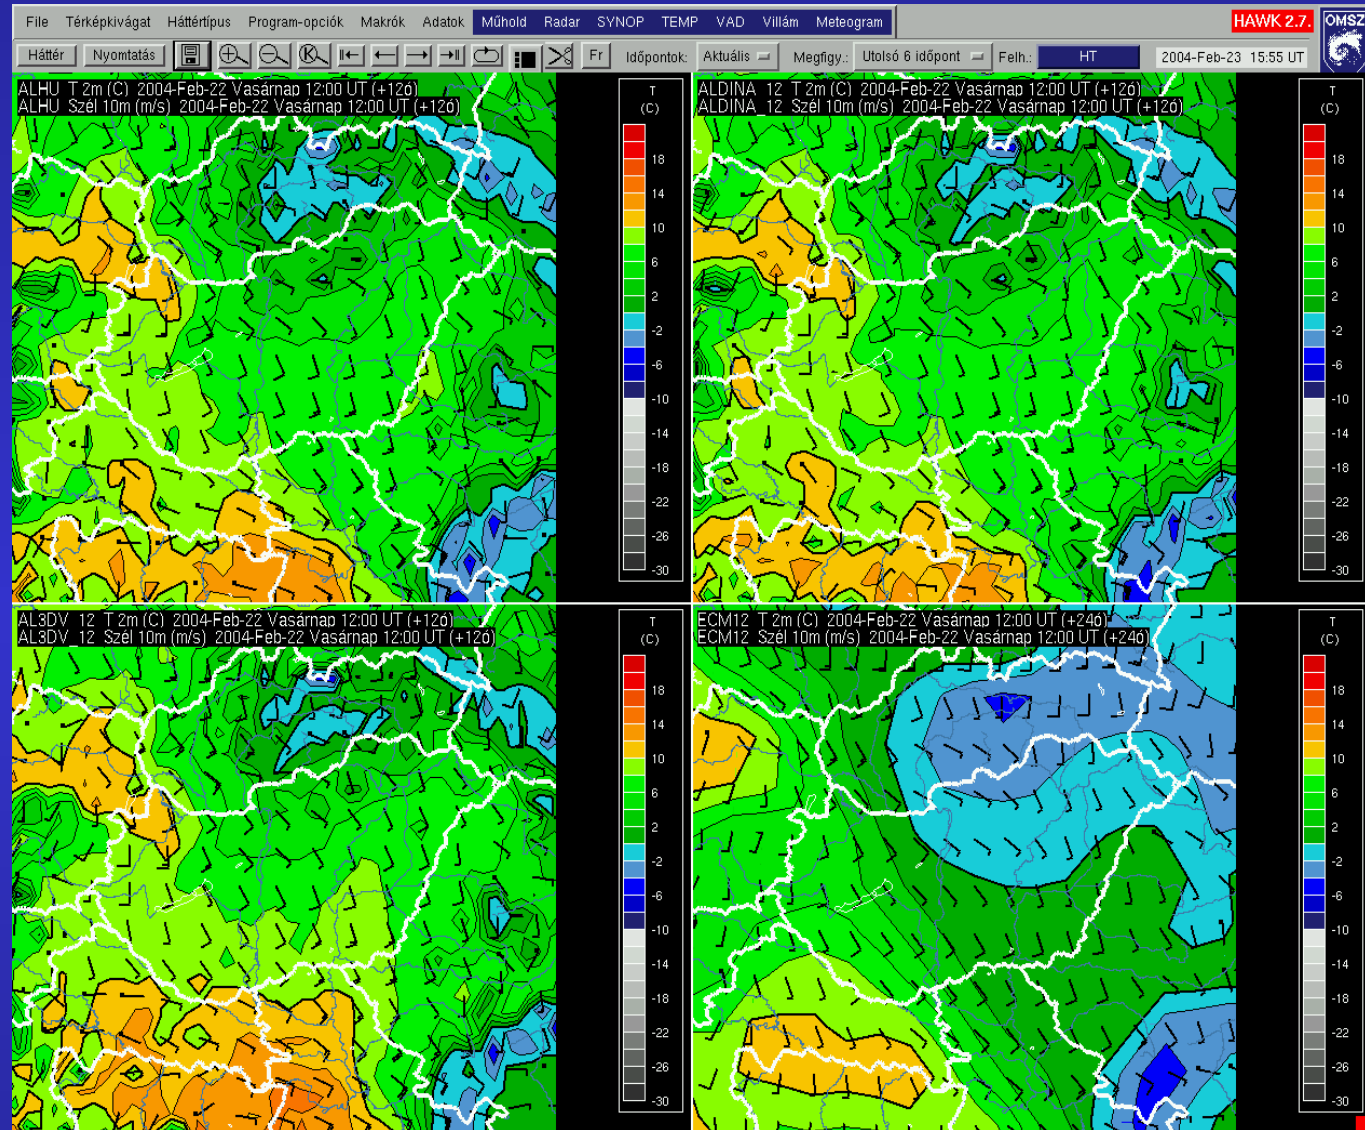 File Térképkivágat Háttértípus Program-opciók Makrók Adatok Műhold Radar SYNOP TEMP VAD Villám Meteogram HAWK 2.7. OMSZ
Háttér Nyomtatás K Fr Időpontok: Aktuális Megfigy.: Utolsó 6 időpont Felh.: HT 2004-Feb-23 15:55 UT
ALHU T 2m (C) 2004-Feb-22 Vasárnap 12:00 UT (+12ó)
ALHU Szél 10m (m/s) 2004-Feb-22 Vasárnap 12:00 UT (+12ó)
T
(C)
18
14
10
6
2
-2
-6
-10
-14
-18
-22
-26
-30
ALDINA_12 T 2m (C) 2004-Feb-22 Vasárnap 12:00 UT (+12ó)
ALDINA_12 Szél 10m (m/s) 2004-Feb-22 Vasárnap 12:00 UT (+12ó)
T
(C)
18
14
10
6
2
-2
-6
-10
-14
-18
-22
-26
-30
AL3DV_12 T 2m (C) 2004-Feb-22 Vasárnap 12:00 UT (+12ó)
AL3DV_12 Szél 10m (m/s) 2004-Feb-22 Vasárnap 12:00 UT (+12ó)
T
(C)
18
14
10
6
2
-2
-6
-10
-14
-18
-22
-26
-30
ECM12 T 2m (C) 2004-Feb-22 Vasárnap 12:00 UT (+24ó)
ECM12 Szél 10m (m/s) 2004-Feb-22 Vasárnap 12:00 UT (+24ó)
T
(C)
18
14
10
6
2
-2
-6
-10
-14
-18
-22
-26
-30